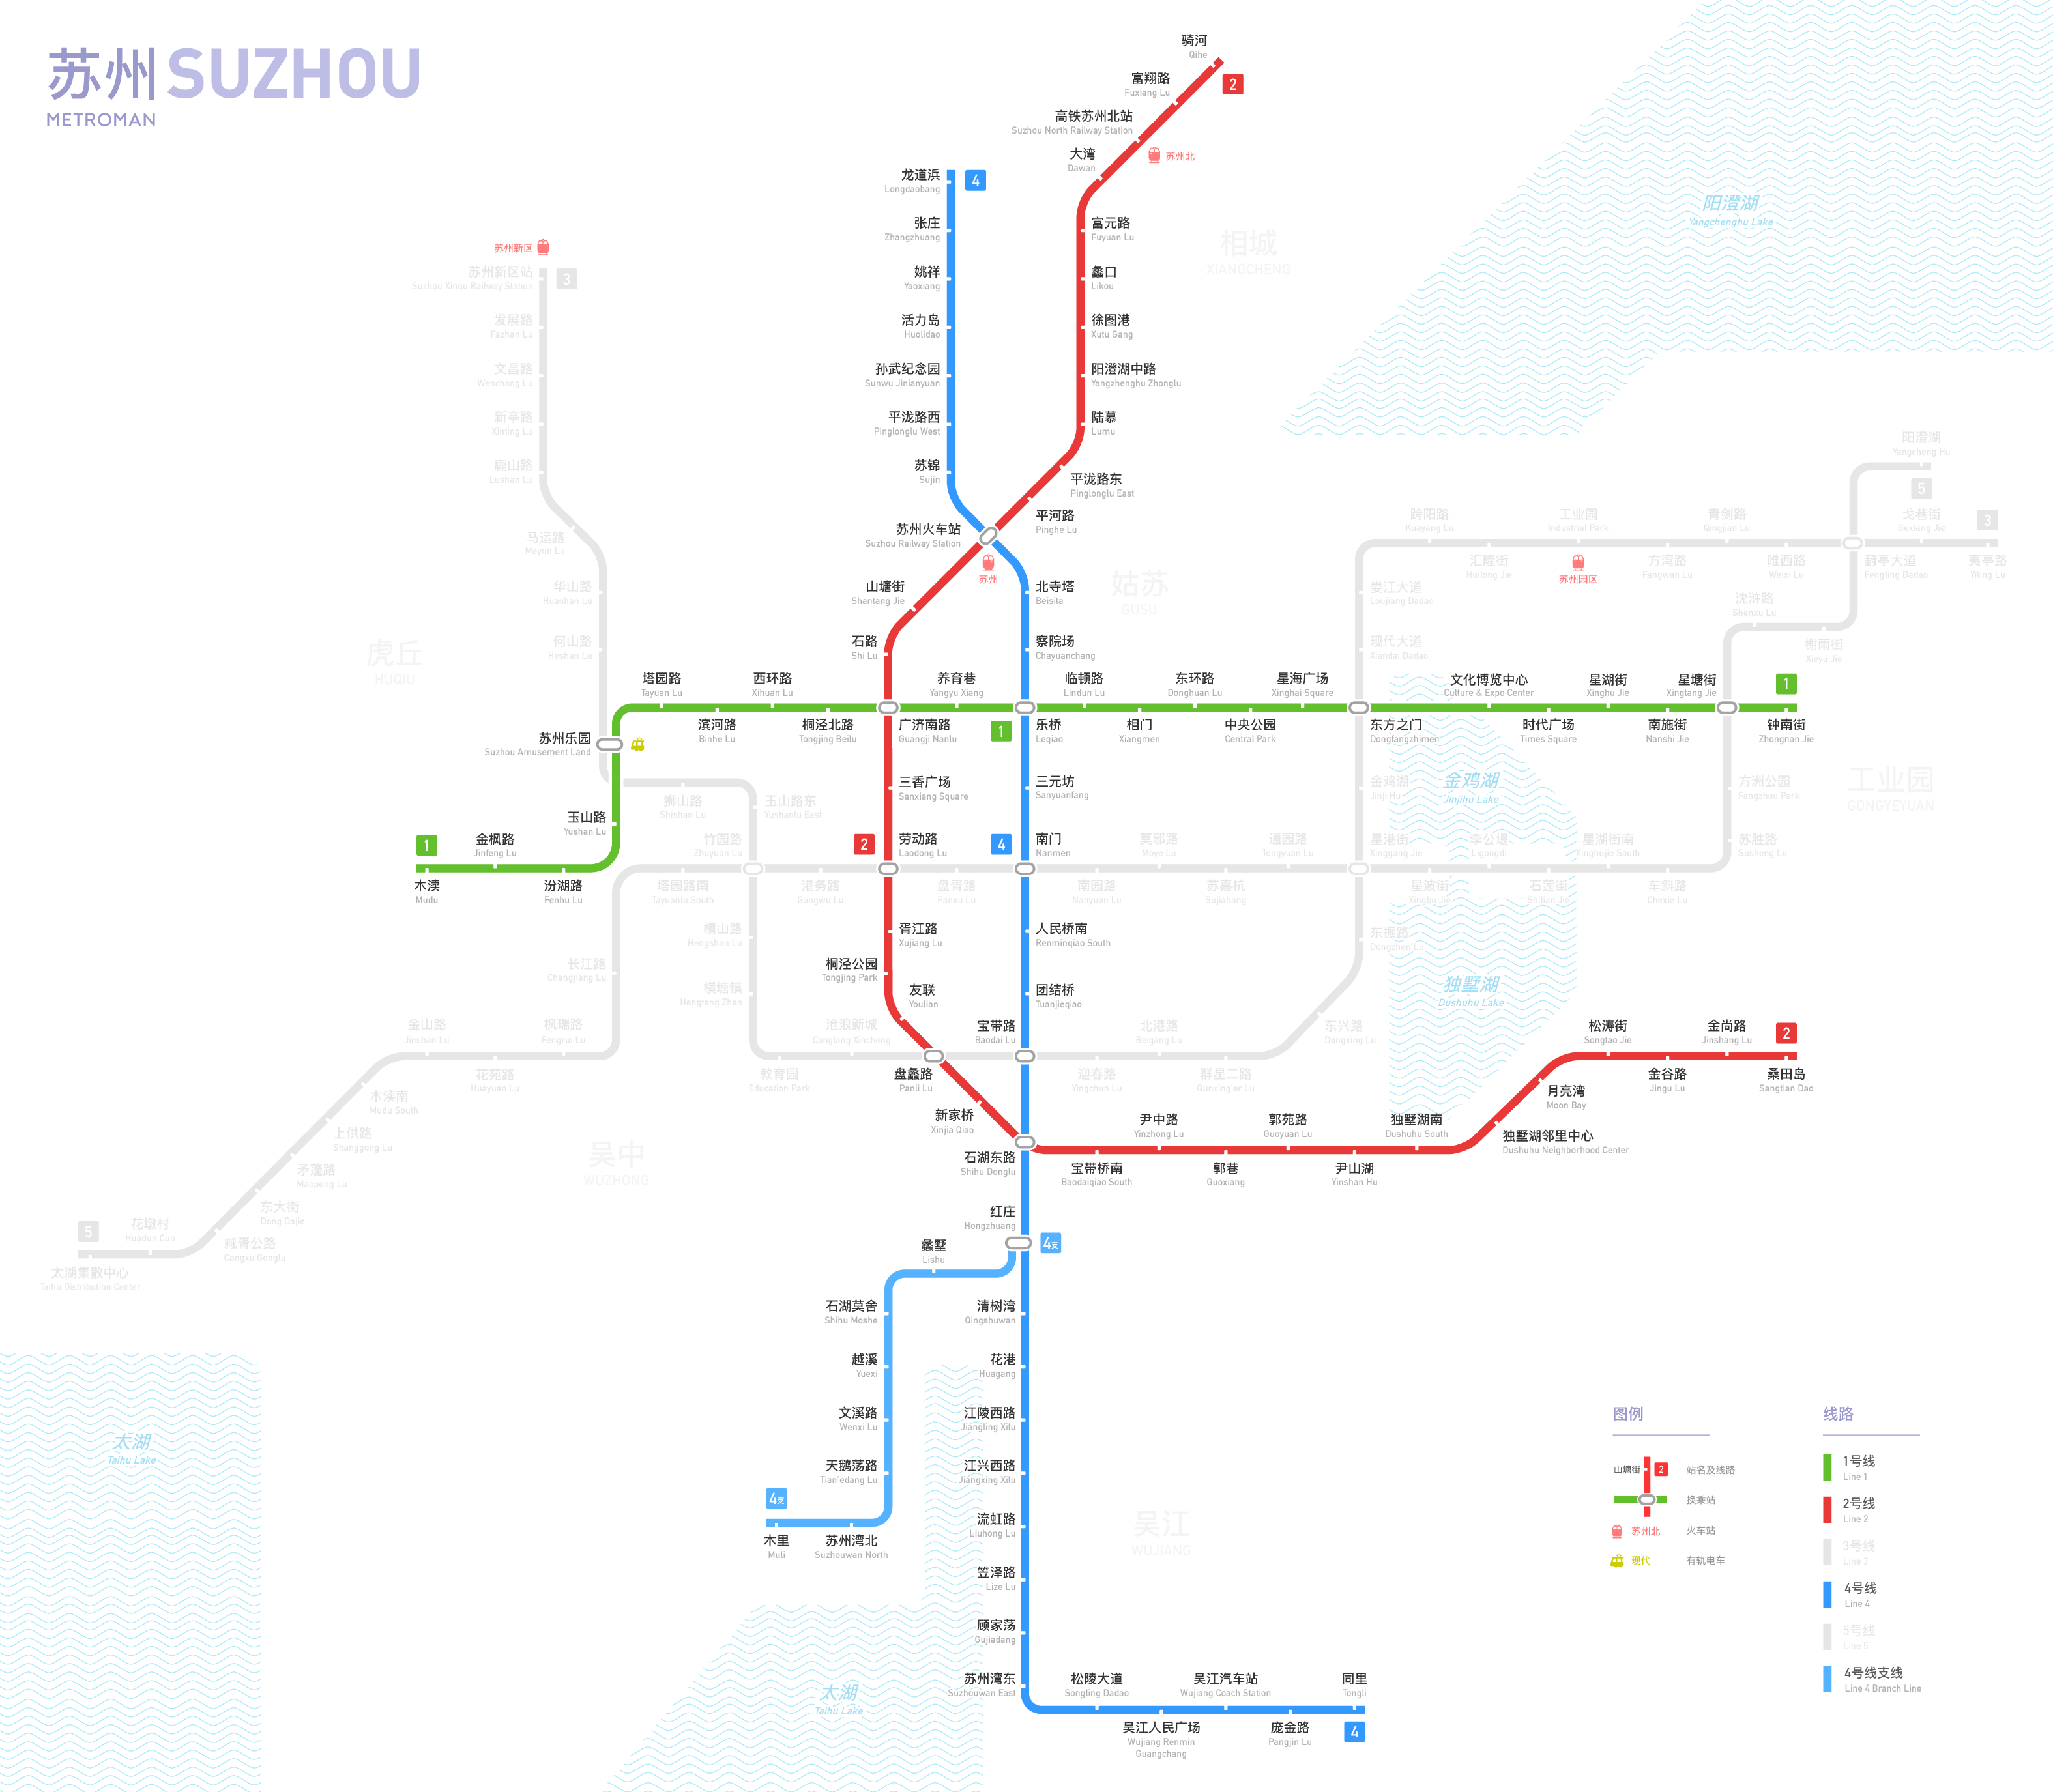 苏州 SUZHOU
METROMAN
骑河
Qihe
2
富翔路
Fuxiang Lu
高铁苏州北站
Suzhou North Railway Station
苏州北
大湾
Dawan
龙道浜
Longdaobang
4
张庄
Zhangzhuang
姚祥
Yaoxiang
活力岛
Huolidao
孙武纪念园
Sunwu Jinianyuan
平泷路西
Pinglonglu West
苏锦
Sujin
富元路
Fuyuan Lu
蠡口
Likou
徐图港
Xutu Gang
阳澄湖中路
Yangzhenghu Zhonglu
陆慕
Lumu
平泷路东
Pinglonglu East
平河路
Pinghe Lu
苏州火车站
Suzhou Railway Station
苏州
山塘街
Shantang Jie
石路
Shi Lu
北寺塔
Beisita
察院场
Chayuanchang
相城
XIANGCHENG
阳澄湖
Yangchenghu Lake
姑苏
GUSU
虎丘
HUQIU
苏州新区
苏州新区站
Suzhou Xinqu Railway Station
3
发展路
Fazhan Lu
文昌路
Wenchang Lu
新亭路
Xinting Lu
鹿山路
Lushan Lu
马运路
Mayun Lu
华山路
Huashan Lu
何山路
Heshan Lu
阳澄湖
Yangcheng Hu
5
跨阳路
Kuayang Lu
工业园
Industrial Park
青剑路
Qingjian Lu
戈巷街
Gexiang Jie
3
汇隆街
Huilong Jie
苏州园区
方湾路
Fangwan Lu
唯西路
Weixi Lu
葑亭大道
Fengting Dadao
夷亭路
Yiting Lu
娄江大道
Loujiang Dadao
沈浒路
Shenxu Lu
现代大道
Xiandai Dadao
榭雨街
Xieyu Jie
塔园路
Tayuan Lu
西环路
Xihuan Lu
养育巷
Yangyu Xiang
临顿路
Lindun Lu
东环路
Donghuan Lu
星海广场
Xinghai Square
文化博览中心
Culture & Expo Center
星湖街
Xinghu Jie
星塘街
Xingtang Jie
1
滨河路
Binhe Lu
桐泾北路
Tongjing Beilu
广济南路
Guangji Nanlu
1
乐桥
Leqiao
相门
Xiangmen
中央公园
Central Park
东方之门
Dongfangzhimen
时代广场
Times Square
南施街
Nanshi Jie
钟南街
Zhongnan Jie
苏州乐园
Suzhou Amusement Land
玉山路
Yushan Lu
1
金枫路
Jinfeng Lu
木渎
Mudu
汾湖路
Fenhu Lu
狮山路
Shishan Lu
玉山路东
Yushanlu East
竹园路
Zhuyuan Lu
三香广场
Sanxiang Square
三元坊
Sanyuanfang
金鸡湖
Jinji Hu
金鸡湖
Jinjihu Lake
方洲公园
Fangzhou Park
工业园
GONGYEYUAN
2
劳动路
Laodong Lu
4
南门
Nanmen
莫邪路
Moye Lu
通园路
Tongyuan Lu
星港街
Xinggang Jie
李公堤
Ligongdi
星湖街南
Xinghujie South
苏胜路
Susheng Lu
塔园路南
Tayuanlu South
港务路
Gangwu Lu
盘胥路
Panxu Lu
南园路
Nanyuan Lu
苏嘉杭
Sujiahang
星波街
Xingbo Jie
石莲街
Shilian Jie
车斜路
Chexie Lu
横山路
Hengshan Lu
胥江路
Xujiang Lu
人民桥南
Renminqiao South
东振路
Dongzhen Lu
长江路
Changjiang Lu
桐泾公园
Tongjing Park
横塘镇
Hengtang Zhen
友联
Youlian
团结桥
Tuanjieqiao
独墅湖
Dushuhu Lake
金山路
Jinshan Lu
枫瑞路
Fengrui Lu
沧浪新城
Canglang Xincheng
宝带路
Baodai Lu
北港路
Beigang Lu
东兴路
Dongxing Lu
松涛街
Songtao Jie
金尚路
Jinshang Lu
2
花苑路
Huayuan Lu
教育园
Education Park
盘蠡路
Panli Lu
迎春路
Yingchun Lu
群星二路
Qunxing'er Lu
月亮湾
Moon Bay
金谷路
Jingu Lu
桑田岛
Sangtian Dao
木渎南
Mudu South
上供路
Shanggong Lu
矛蓬路
Maopeng Lu
东大街
Dong Dajie
臧胥公路
Cangxu Gonglu
5
花墩村
Huadun Cun
太湖集散中心
Taihu Distribution Center
吴中
WUZHONG
新家桥
Xinjia Qiao
尹中路
Yinzhong Lu
郭苑路
Guoyuan Lu
独墅湖南
Dushuhu South
独墅湖邻里中心
Dushuhu Neighborhood Center
石湖东路
Shihu Donglu
宝带桥南
Baodaiqiao South
郭巷
Guoxiang
尹山湖
Yinshan Hu
红庄
Hongzhuang
4支
蠡墅
Lishu
石湖莫舍
Shihu Moshe
越溪
Yuexi
文溪路
Wenxi Lu
天鹅荡路
Tian'edang Lu
4支
木里
Muli
苏州湾北
Suzhouwan North
清树湾
Qingshuwan
花港
Huagang
江陵西路
Jiangling Xilu
江兴西路
Jiangxing Xilu
流虹路
Liuhong Lu
笠泽路
Lize Lu
顾家荡
Gujiadang
苏州湾东
Suzhouwan East
松陵大道
Songling Dadao
吴江汽车站
Wujiang Coach Station
同里
Tongli
吴江人民广场
Wujiang Renmin
Guangchang
庞金路
Pangjin Lu
4
吴江
WUJIANG
太湖
Taihu Lake
太湖
Taihu Lake
图例
山塘街
2
站名及线路
换乘站
苏州北
火车站
现代
有轨电车
线路
1号线
Line 1
2号线
Line 2
3号线
Line 3
4号线
Line 4
5号线
Line 5
4号线支线
Line 4 Branch Line